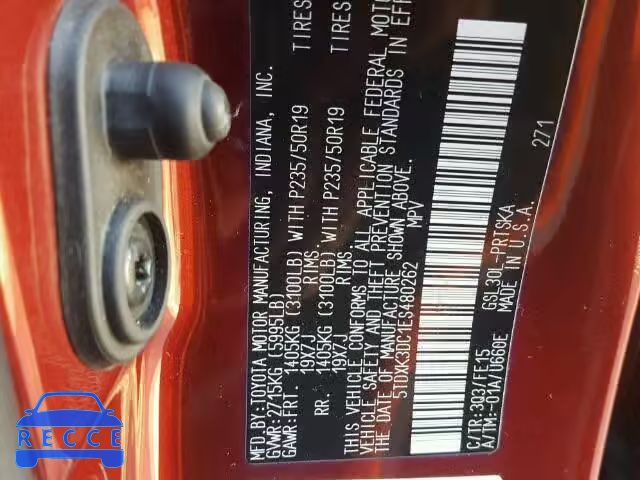 MFD. BY:TOYOTA MOTOR MANUFACTURING, INDIANA, INC.
GVWR:2715KG (5995LB)
GAWR:FRT. 1405KG (3100LB) WITH P235/50R19 TIRES
19X7J RIMS,
RR. 1405KG (3100LB) WITH P235/50R19 TIRES
19X7J RIMS,
THIS VEHICLE CONFORMS TO ALL APPLICABLE FEDERAL MOTOR
VEHICLE SAFETY AND THEFT PREVENTION STANDARDS IN EFF
THE DATE OF MANUFACTURE SHOWN ABOVE.
5TDXK3DC1ES480262 MPV
271
C/TR:3Q3/FE15 GSL30L-PRTSKA
A/TM:-01A/U660E MADE IN U.S.A.
BID RECCE